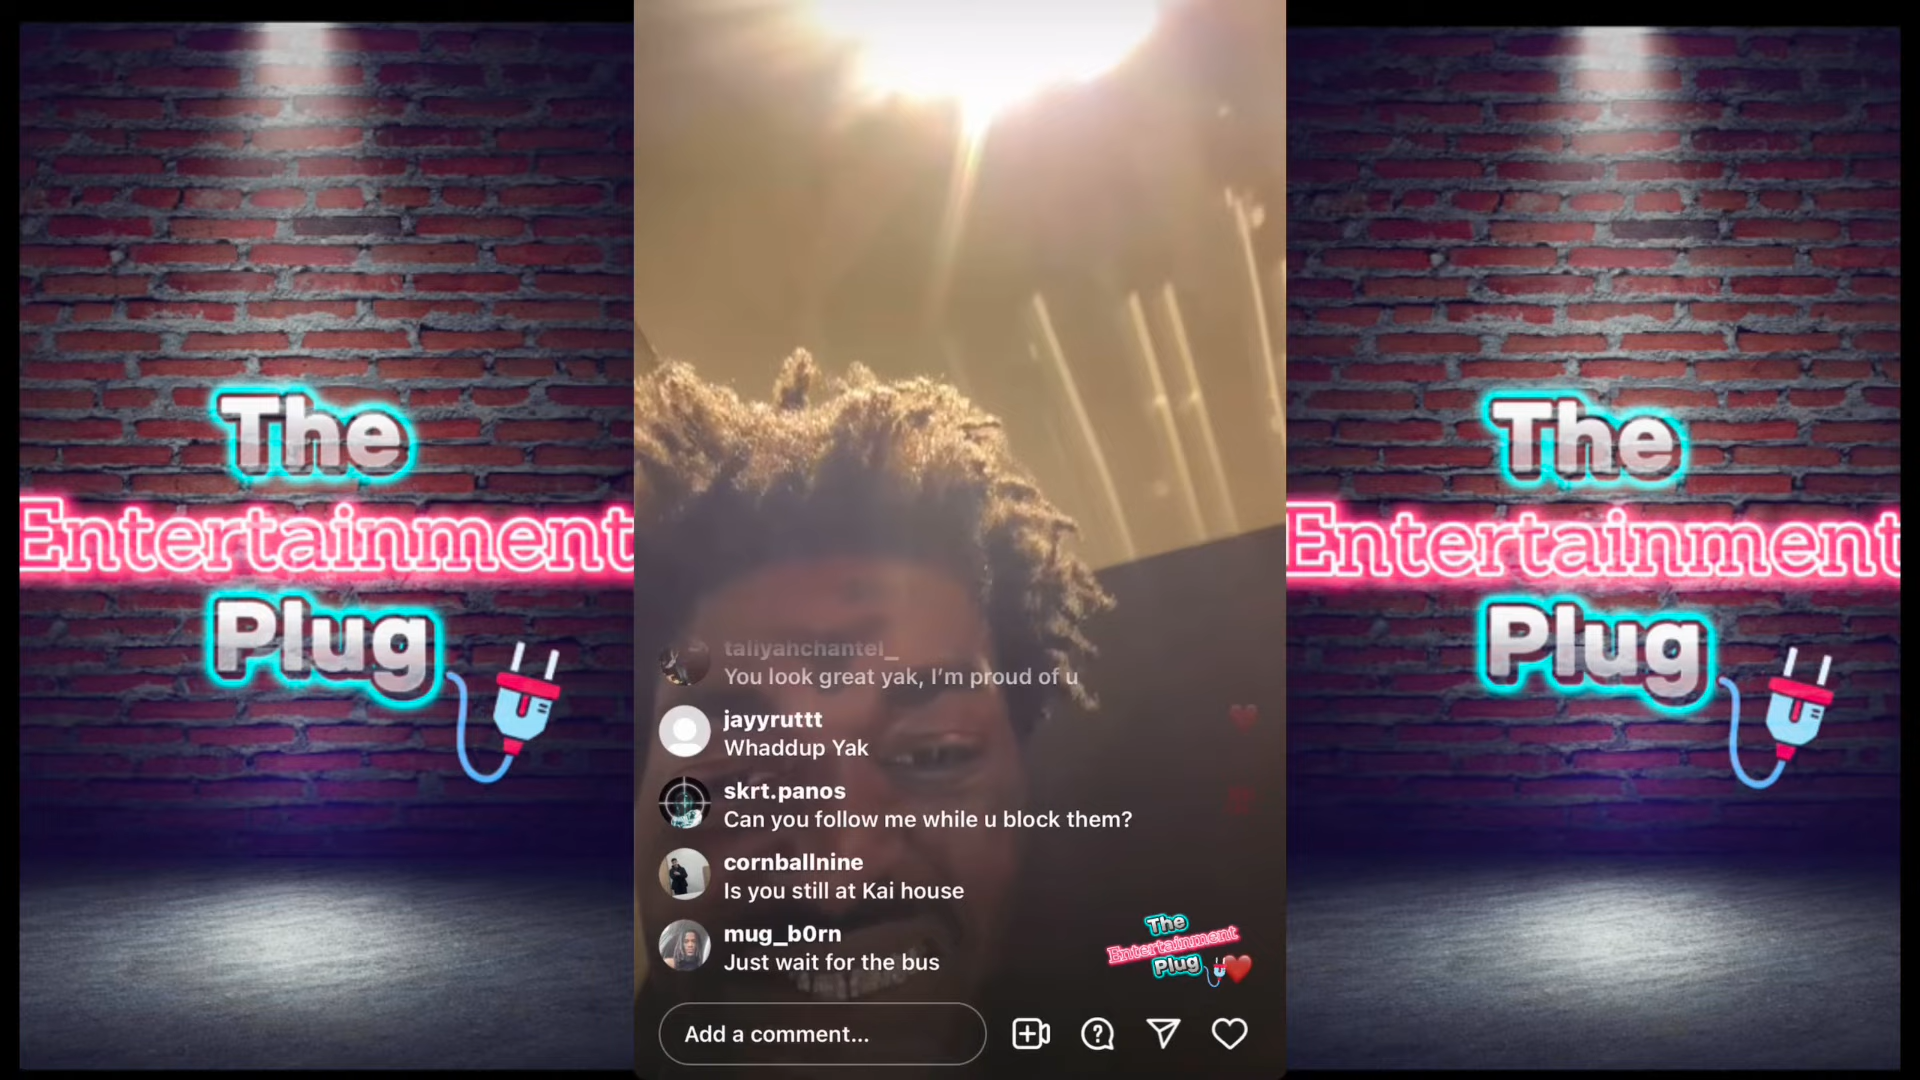 The
Entertainment
Plug
taliyahchantel_
You look great yak, I'm proud of u
jayyruttt
Whaddup Yak
skrt.panos
Can you follow me while u block them?
cornballnine
Is you still at Kai house
mug_b0rn
Just wait for the bus
Add a comment...
The
Entertainment
Plug
The
Entertainment
Plug